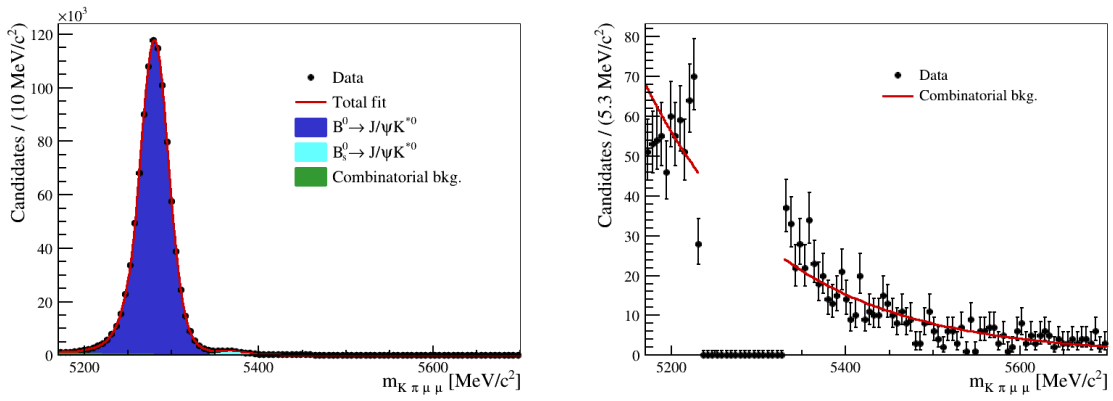 ×10³
Candidates / (10 MeV/c²)
120
100
80
60
40
20
0
Data
Total fit
B⁰→ J/ψK*⁰
B⁰ₛ→ J/ψK*⁰
Combinatorial bkg.
5200
5400
5600
m_K π μ μ [MeV/c²]
Candidates / (5.3 MeV/c²)
80
70
60
50
40
30
20
10
0
Data
Combinatorial bkg.
5200
5400
5600
m_K π μ μ [MeV/c²]